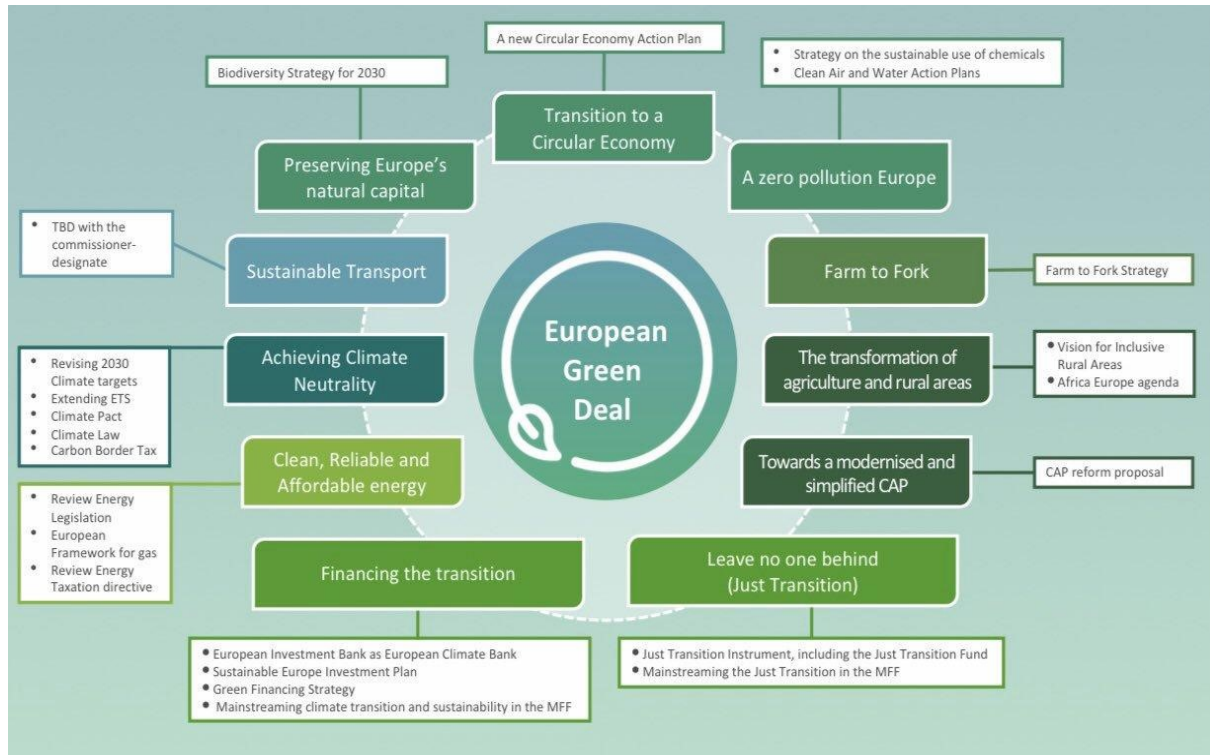 A new Circular Economy Action Plan
• Strategy on the sustainable use of chemicals
• Clean Air and Water Action Plans
Biodiversity Strategy for 2030
Transition to a
Circular Economy
Preserving Europe's
natural capital
A zero pollution Europe
• TBD with the
commissioner-
designate
Sustainable Transport
Farm to Fork
Farm to Fork Strategy
European
Green
Deal
• Revising 2030
Climate targets
• Extending ETS
• Climate Pact
• Climate Law
• Carbon Border Tax
Achieving Climate
Neutrality
The transformation of
agriculture and rural areas
• Vision for Inclusive
Rural Areas
• Africa Europe agenda
Clean, Reliable and
Affordable energy
Towards a modernised and
simplified CAP
CAP reform proposal
• Review Energy
Legislation
• European
Framework for gas
• Review Energy
Taxation directive
Financing the transition
Leave no one behind
(Just Transition)
• European Investment Bank as European Climate Bank
• Sustainable Europe Investment Plan
• Green Financing Strategy
• Mainstreaming climate transition and sustainability in the MFF
• Just Transition Instrument, including the Just Transition Fund
• Mainstreaming the Just Transition in the MFF